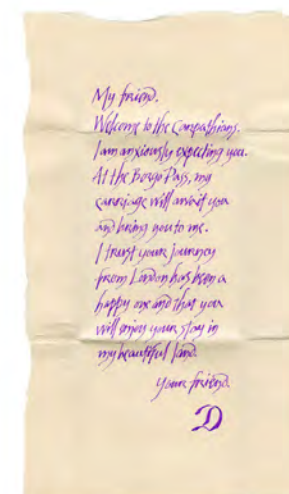 My friend.
Welcome to the Carpathians.
I am anxiously expecting you.
At the Borgo Pass, my
carriage will await you
and bring you to me.
I trust your journey
from London has been a
happy one and that you
will enjoy your stay in
my beautiful land.
Your friend
D